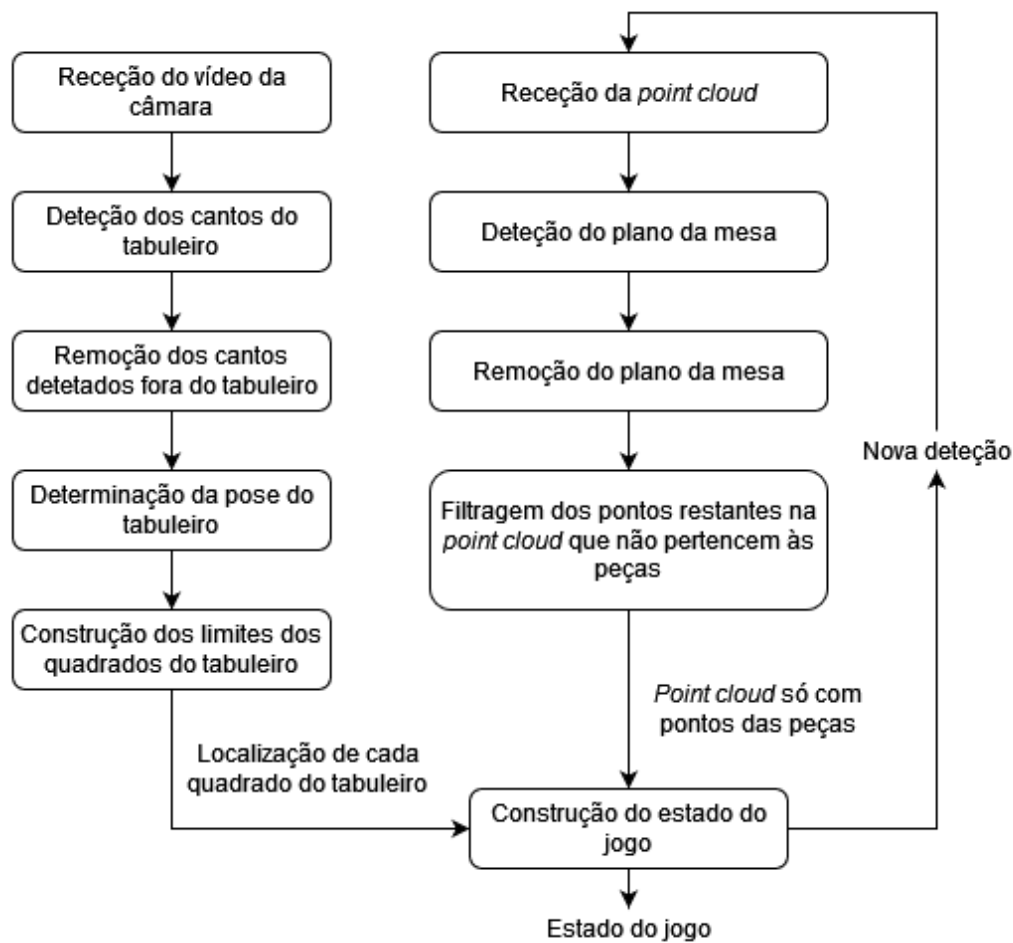 Receção do vídeo da
câmara
Deteção dos cantos do
tabuleiro
Remoção dos cantos
detetados fora do tabuleiro
Determinação da pose do
tabuleiro
Construção dos limites dos
quadrados do tabuleiro
Localização de cada
quadrado do tabuleiro
Receção da point cloud
Deteção do plano da mesa
Remoção do plano da mesa
Filtragem dos pontos restantes na
point cloud que não pertencem às
peças
Point cloud só com
pontos das peças
Construção do estado do
jogo
Nova deteção
Estado do jogo